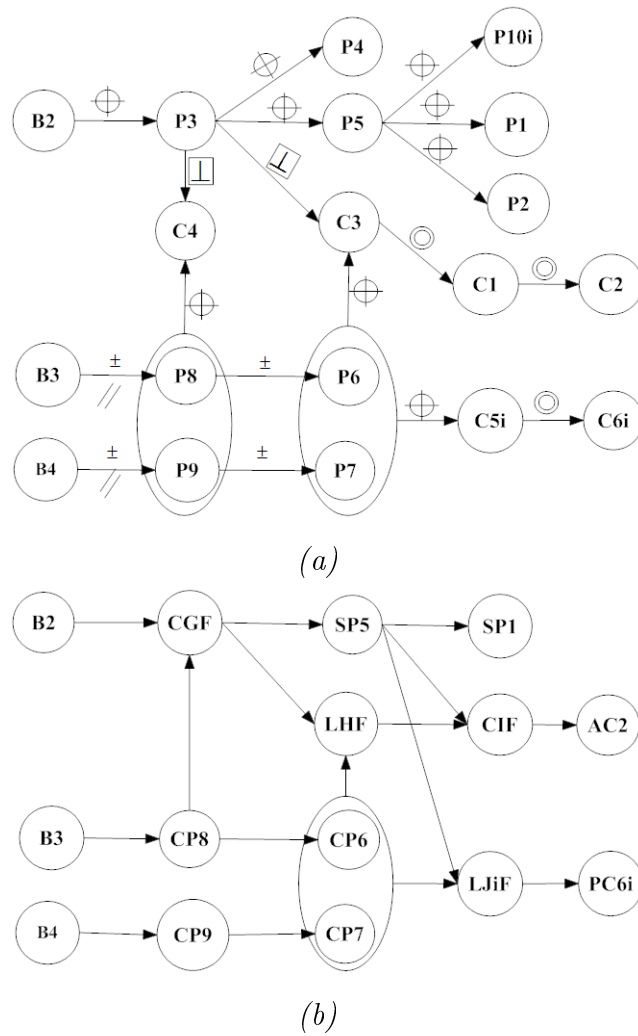 P4
P10i
B2
P3
P5
P1
P2
C4
C3
C1
C2
±
±
B3
P8
P6
//
C5i
C6i
±
±
B4
P9
P7
//
(a)
B2
CGF
SP5
SP1
LHF
CIF
AC2
B3
CP8
CP6
LJiF
PC6i
B4
CP9
CP7
(b)